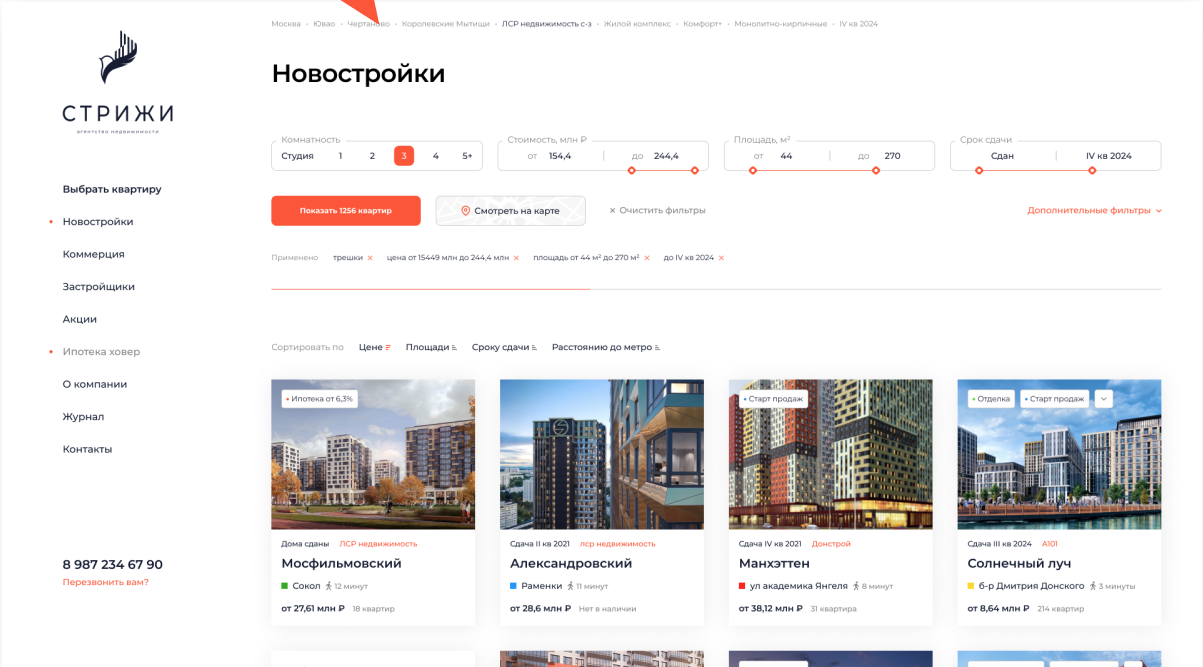 Москва • Ювао • Чертаново • Королевские Мытищи • ЛСР недвижимость с-з • Жилой комплекс • Комфорт+ • Монолитно-кирпичные • IV кв 2024
СТРИЖИ
агентство недвижимости
Выбрать квартиру
Новостройки
Коммерция
Застройщики
Акции
Ипотека ховер
О компании
Журнал
Контакты
8 987 234 67 90
Перезвонить вам?
Новостройки
Комнатность
Студия 1 2 3 4 5+
Стоимость, млн ₽
от 154,4 до 244,4
Площадь, м²
от 44 до 270
Срок сдачи
Сдан IV кв 2024
Показать 1256 квартир
Смотреть на карте
× Очистить фильтры
Дополнительные фильтры
Применено трешки × цена от 15449 млн до 244,4 млн × площадь от 44 м² до 270 м² × до IV кв 2024 ×
Сортировать по Цене Площади Сроку сдачи Расстоянию до метро
Ипотека от 6,3%
Дома сданы ЛСР недвижимость
Мосфильмовский
Сокол 12 минут
от 27,61 млн ₽ 18 квартир
Сдача II кв 2021 лср недвижимость
Александровский
Раменки 11 минут
от 28,6 млн ₽ Нет в наличии
Старт продаж
Сдача IV кв 2021 Донстрой
Манхэттен
ул академика Янгеля 8 минут
от 38,12 млн ₽ 31 квартира
Отделка Старт продаж
Сдача III кв 2024 А101
Солнечный луч
б-р Дмитрия Донского 3 минуты
от 8,64 млн ₽ 214 квартир